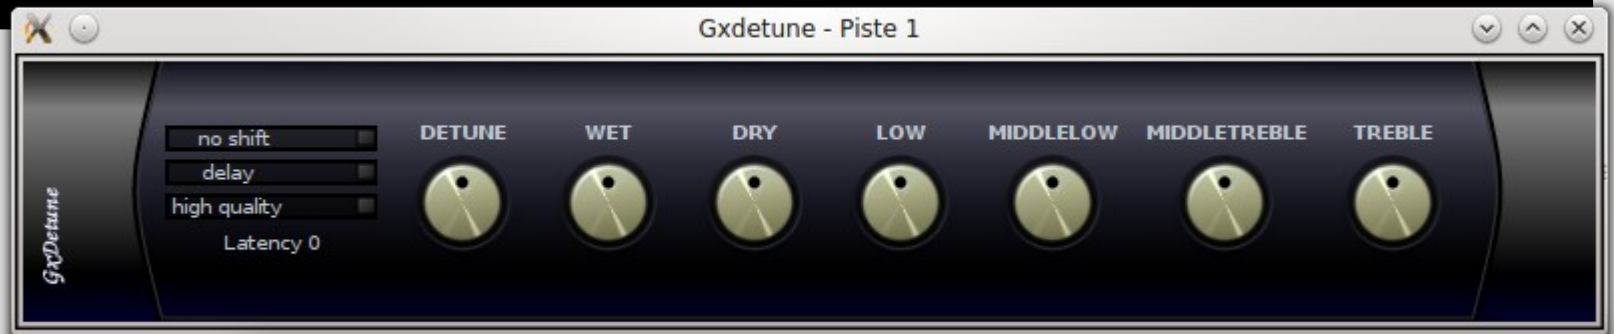 Gxdetune - Piste 1
no shift
delay
high quality
Latency 0
DETUNE WET DRY LOW MIDDLELOW MIDDLETREBLE TREBLE
GxDetune